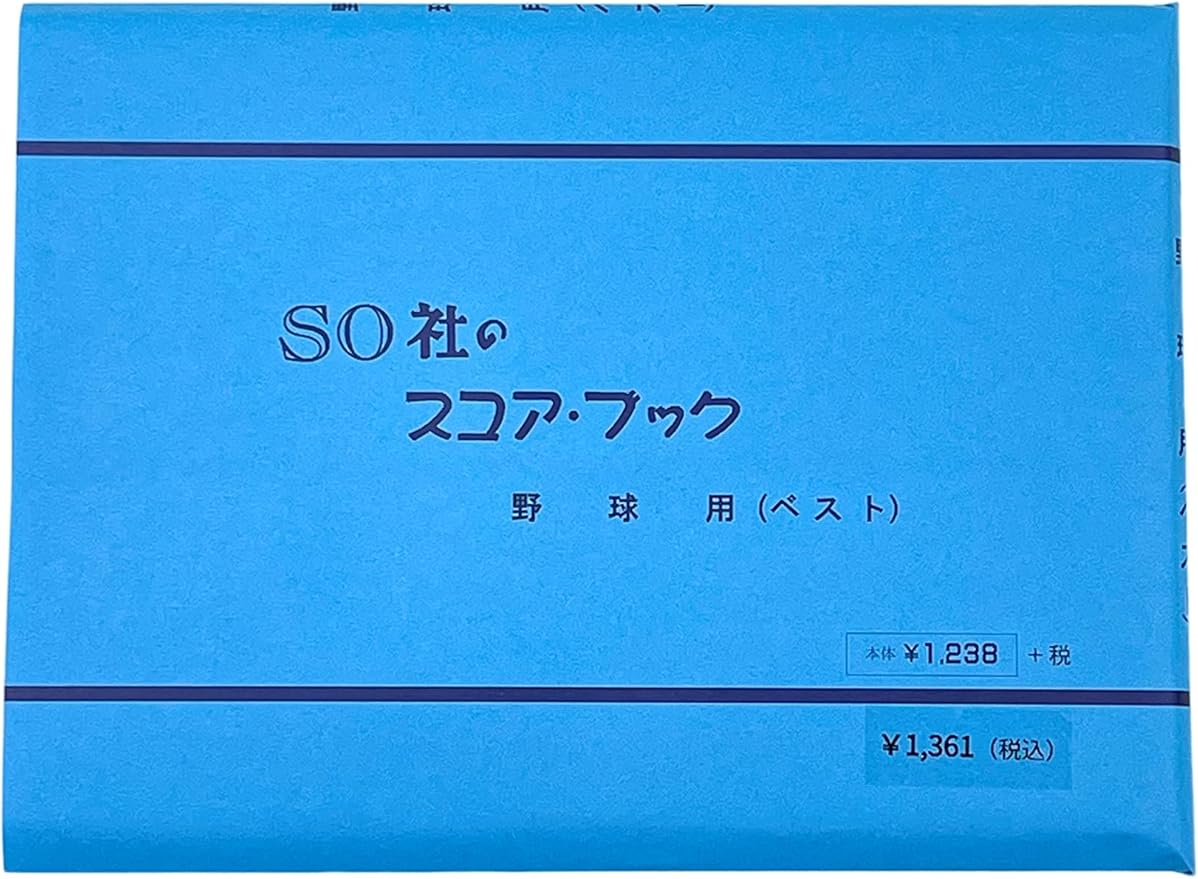 SO社の
スコア・ブック
野球用(ベスト)
本体 ¥1,238 +税
¥1,361(税込)